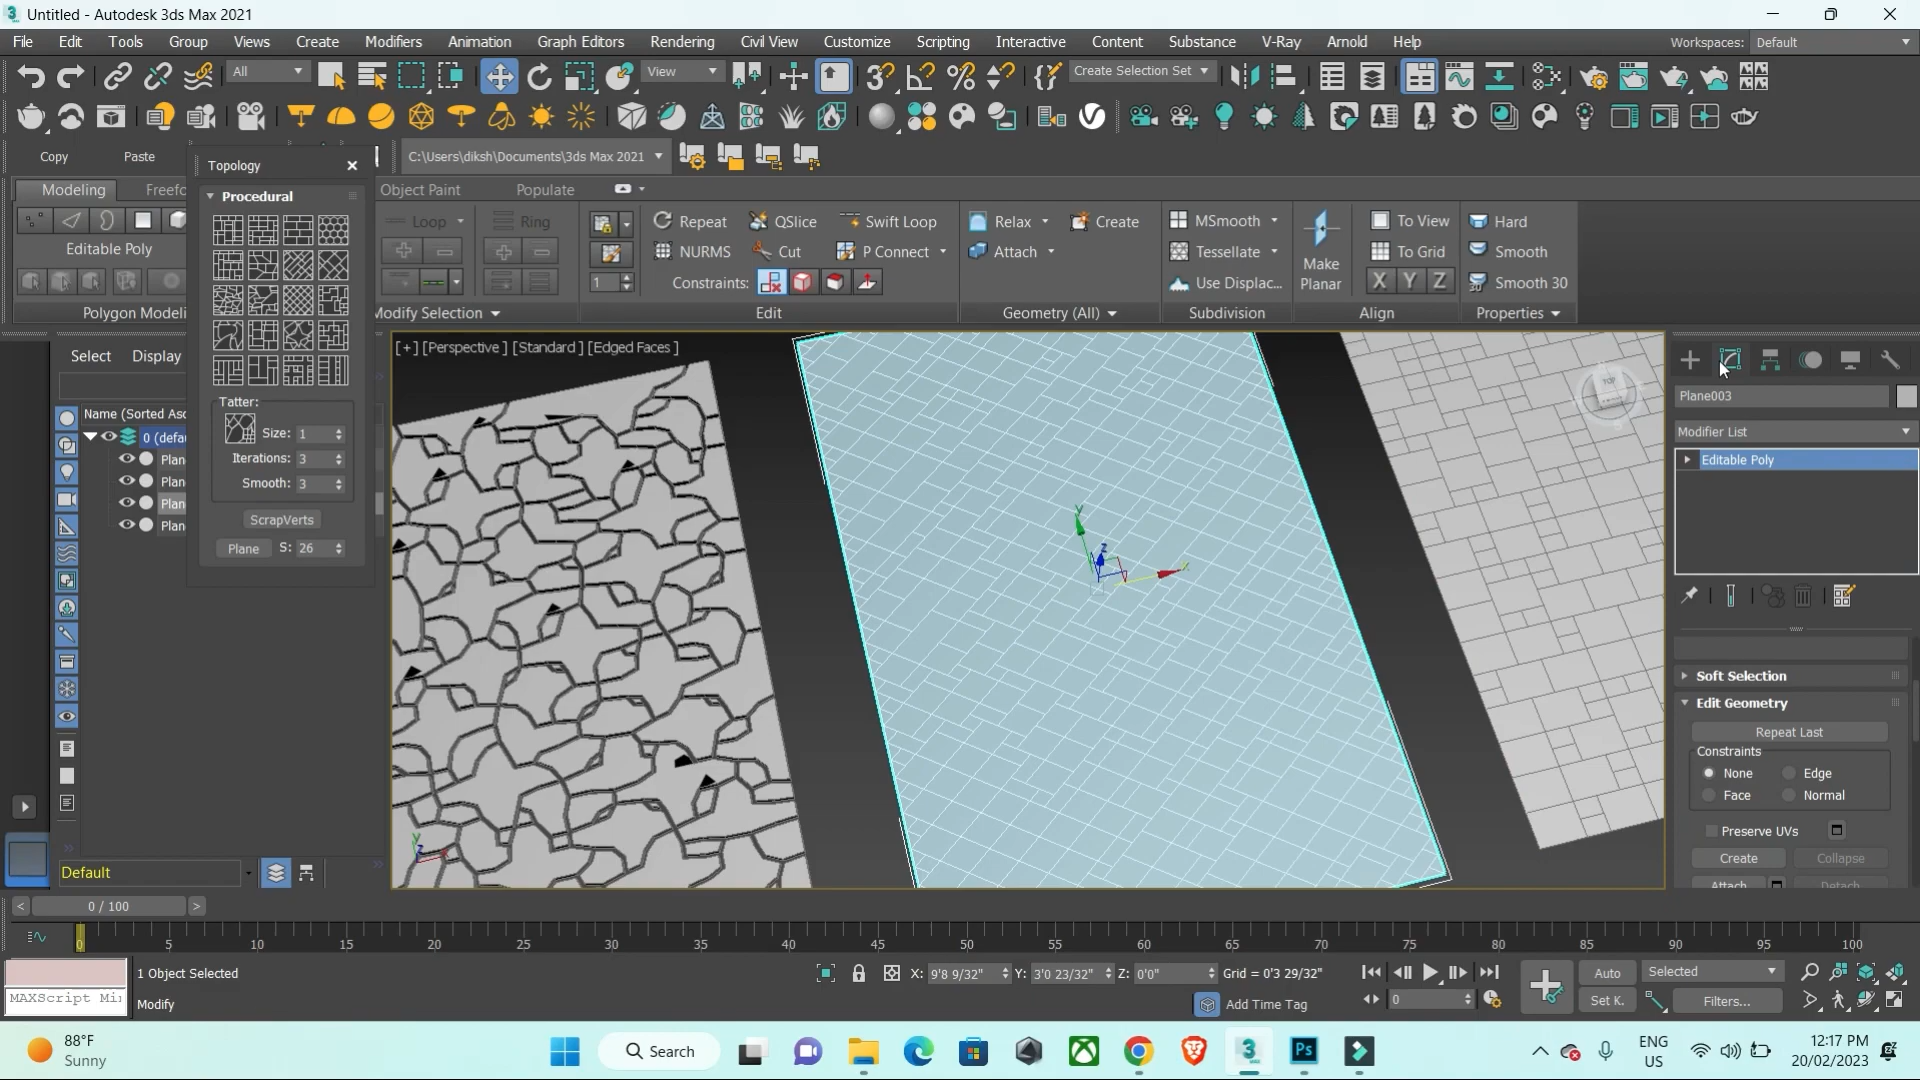 Untitled - Autodesk 3ds Max 2021
File Edit Tools Group Views Create Modifiers Animation Graph Editors Rendering Civil View Customize Scripting Interactive Content Substance V-Ray Arnold Help Workspaces: Default
All View Create Selection Set
Copy Paste C:\Users\diksh\Documents\3ds Max 2021
Topology
Modeling Freefo Object Paint Populate
Procedural
Loop Ring Repeat QSlice Swift Loop Relax Create MSmooth To View Hard
Editable Poly NURMS Cut P Connect Attach Tessellate Make Planar To Grid Smooth
1 Constraints: Use Displac... X Y Z Smooth 30
Polygon Modeli Modify Selection Edit Geometry (All) Subdivision Align Properties
Select Display
[+] [Perspective ] [Standard ] [Edged Faces ]
TOP
Plane003
Tatter:
Name (Sorted Asc
Size: 1
Modifier List
0 (defau
Plan
Iterations: 3
Editable Poly
Plan
Smooth: 3
Plan
ScrapVerts
Plan
Plane S: 26
y
z
x
Soft Selection
Edit Geometry
Repeat Last
Constraints
None Edge
Face Normal
Preserve UVs
Create Collapse
Attach Detach
y
z
x
Default
0 / 100
0 5 10 15 20 25 30 35 40 45 50 55 60 65 70 75 80 85 90 95 100
1 Object Selected X: 9'8 9/32" Y: 3'0 23/32" Z: 0'0" Grid = 0'3 29/32" Auto Selected
MAXScript Mi: Modify Add Time Tag 0 Set K. Filters...
88°F
Sunny
Search
Ps
ENG
US
12:17 PM
20/02/2023